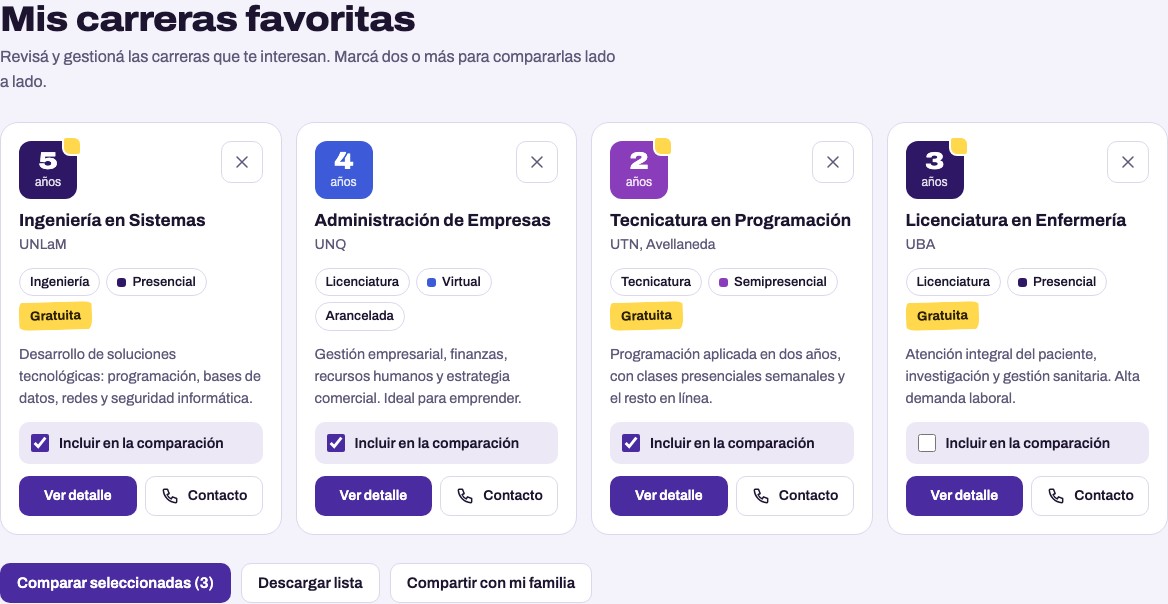 Mis carreras favoritas
Revisá y gestioná las carreras que te interesan. Marcá dos o más para compararlas lado
a lado.
5
años
Ingeniería en Sistemas
UNLaM
Ingeniería
Presencial
Gratuita
Desarrollo de soluciones
tecnológicas: programación, bases de
datos, redes y seguridad informática.
Incluir en la comparación
Ver detalle
Contacto
4
años
Administración de Empresas
UNQ
Licenciatura
Virtual
Arancelada
Gestión empresarial, finanzas,
recursos humanos y estrategia
comercial. Ideal para emprender.
Incluir en la comparación
Ver detalle
Contacto
2
años
Tecnicatura en Programación
UTN, Avellaneda
Tecnicatura
Semipresencial
Gratuita
Programación aplicada en dos años,
con clases presenciales semanales y
el resto en línea.
Incluir en la comparación
Ver detalle
Contacto
3
años
Licenciatura en Enfermería
UBA
Licenciatura
Presencial
Gratuita
Atención integral del paciente,
investigación y gestión sanitaria. Alta
demanda laboral.
Incluir en la comparación
Ver detalle
Contacto
Comparar seleccionadas (3)
Descargar lista
Compartir con mi familia